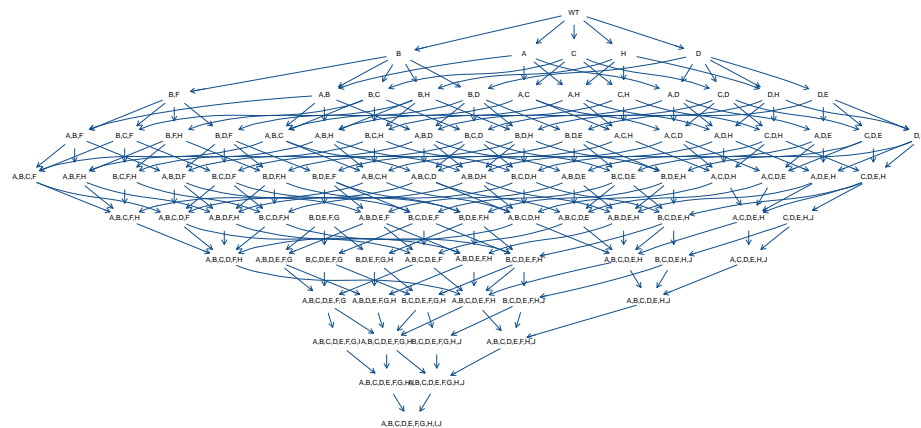 WT
B A C H D
B,F A,B B,C B,H B,D A,C A,H C,H A,D C,D D,H D,E
A,B,F B,C,F B,F,H B,D,F A,B,C A,B,H B,C,H A,B,D B,C,D B,D,H B,D,E A,C,H A,C,D A,D,H C,D,H A,D,E C,D,E D,
A,B,C,F A,B,F,H B,C,F,H A,B,D,F B,C,D,F B,D,F,H B,D,E,F A,B,C,H A,B,C,D A,B,D,H B,C,D,H A,B,D,E B,C,D,E B,D,E,H A,C,D,H A,C,D,E A,D,E,H C,D,E,H
A,B,C,F,H A,B,C,D,F A,B,D,F,H B,C,D,F,H B,D,E,F,G A,B,D,E,F B,C,D,E,F B,D,E,F,H A,B,C,D,H A,B,C,D,E A,B,D,E,H B,C,D,E,H A,C,D,E,H C,D,E,H,J
A,B,C,D,F,H A,B,D,E,F,G B,C,D,E,F,G B,D,E,F,G,H A,B,C,D,E,F A,B,D,E,F,H B,C,D,E,F,H A,B,C,D,E,H B,C,D,E,H,J A,C,D,E,H,J
A,B,C,D,E,F,G A,B,D,E,F,G,H B,C,D,E,F,G,H A,B,C,D,E,F,H B,C,D,E,F,H,J A,B,C,D,E,H,J
A,B,C,D,E,F,G,I A,B,C,D,E,F,G,H B,C,D,E,F,G,H,J A,B,C,D,E,F,H,J
A,B,C,D,E,F,G,H,I A,B,C,D,E,F,G,H,J
A,B,C,D,E,F,G,H,I,J